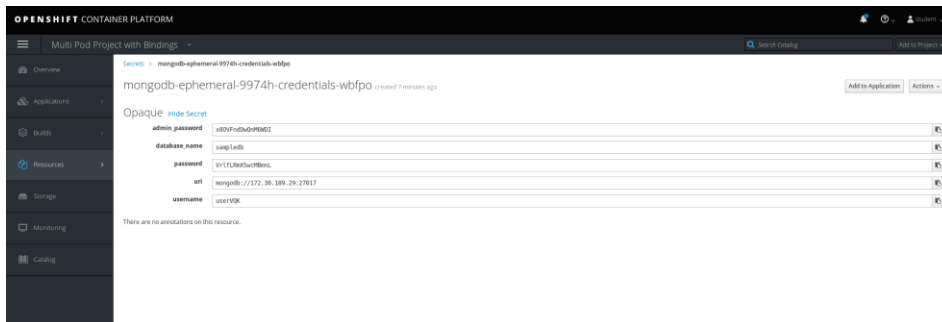 OPENSHIFT CONTAINER PLATFORM
student
Multi Pod Project with Bindings
Search Catalog
Add to Project
Overview
Applications
Builds
Resources
Storage
Monitoring
Catalog
Secrets » mongodb-ephemeral-9974h-credentials-wbfpo
mongodb-ephemeral-9974h-credentials-wbfpo created 7 minutes ago
Add to Application
Actions
Opaque Hide Secret
admin_password
database_name sampledb
password
uri mongodb://172.30.189.29:27017
username userVQK
There are no annotations on this resource.